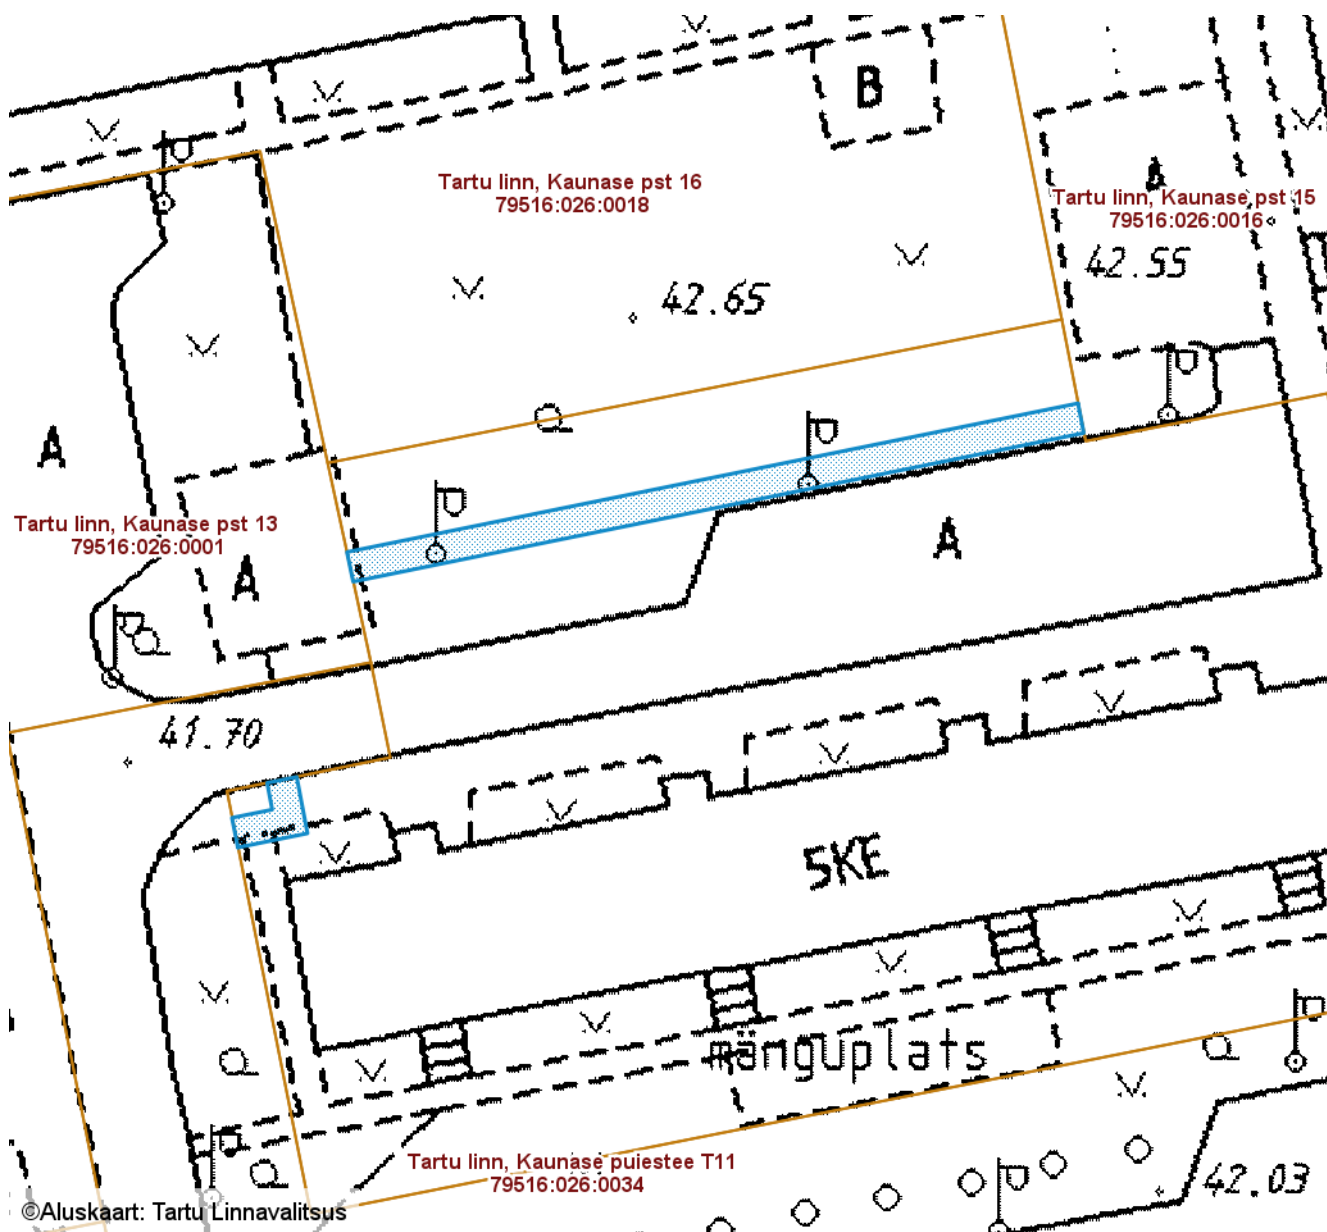 B
Tartu linn, Kaunase pst 16
79516:026:0018
A
Tartu linn, Kaunase pst 15
79516:026:0016
42.55
42.65
A
Tartu linn, Kaunase pst 13
79516:026:0001
A
A
41.70
5KE
mänguplats
Tartu linn, Kaunase puiestee T11
79516:026:0034
42.03
©Aluskaart: Tartu Linnavalitsus